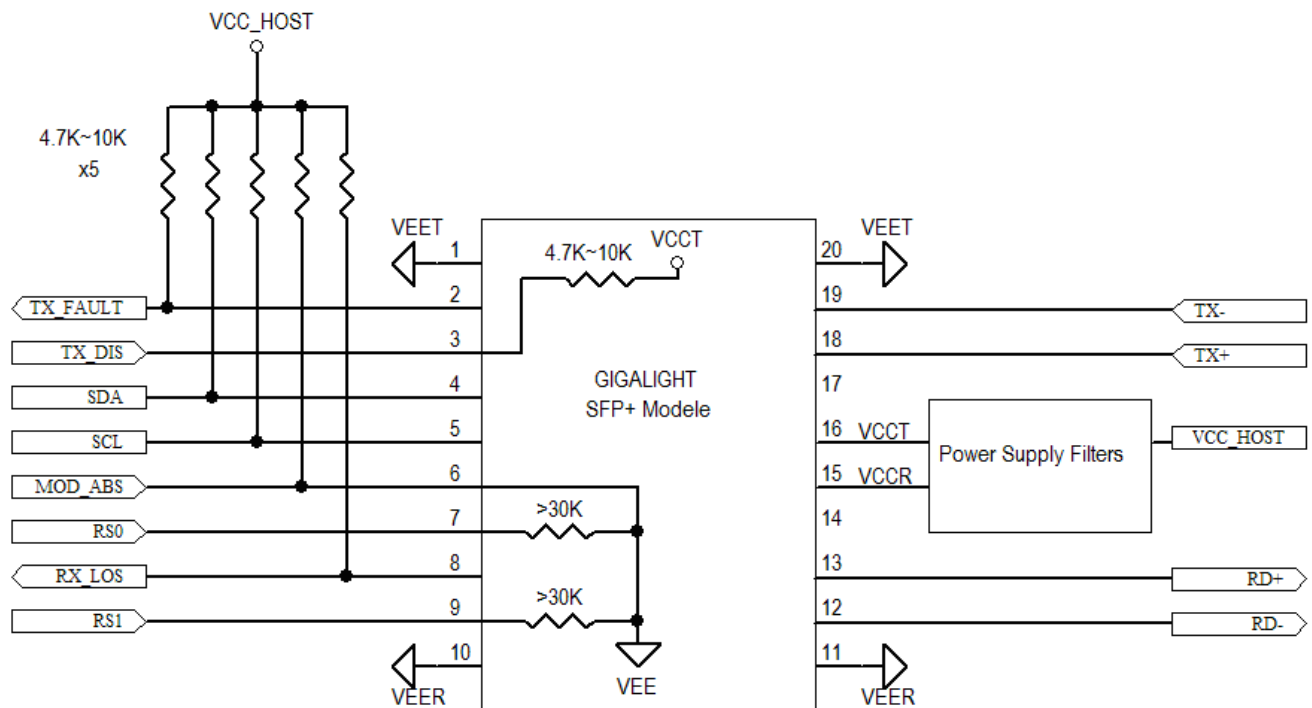 VCC_HOST
4.7K~10K
x5
VEET
1
TX_FAULT
2
TX_DIS
3
SDA
4
SCL
5
MOD_ABS
6
RS0
7
RX_LOS
8
RS1
9
10
VEER
4.7K~10K
VCCT
GIGALIGHT
SFP+ Modele
>30K
>30K
VEE
20
VEET
19
TX-
18
TX+
17
16
VCCT
15
VCCR
Power Supply Filters
VCC_HOST
14
13
RD+
12
RD-
11
VEER